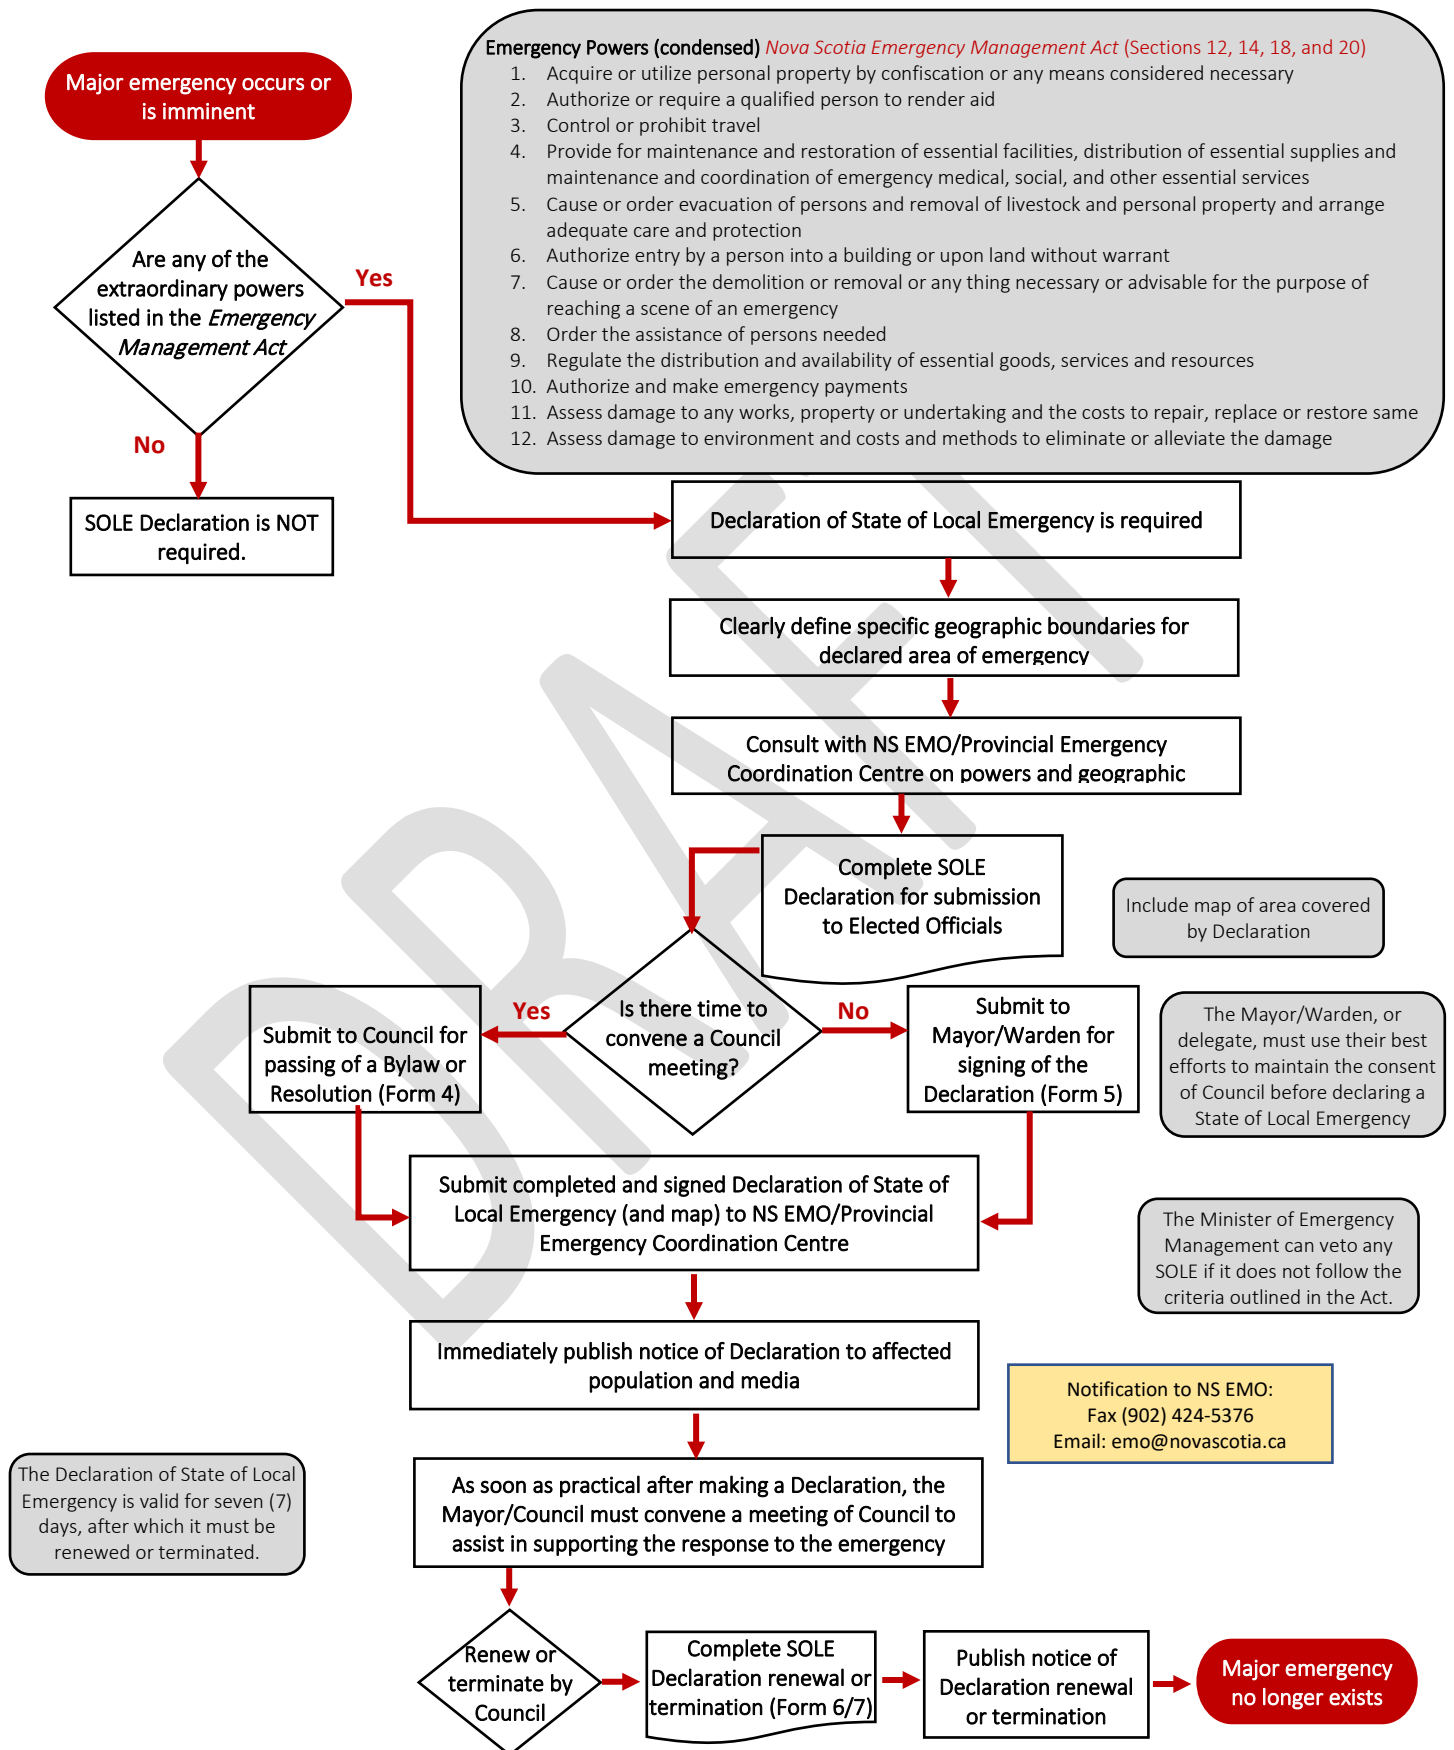 Major emergency occurs or
is imminent
Emergency Powers (condensed) Nova Scotia Emergency Management Act (Sections 12, 14, 18, and 20)
1. Acquire or utilize personal property by confiscation or any means considered necessary
2. Authorize or require a qualified person to render aid
3. Control or prohibit travel
4. Provide for maintenance and restoration of essential facilities, distribution of essential supplies and
maintenance and coordination of emergency medical, social, and other essential services
5. Cause or order evacuation of persons and removal of livestock and personal property and arrange
adequate care and protection
6. Authorize entry by a person into a building or upon land without warrant
7. Cause or order the demolition or removal or any thing necessary or advisable for the purpose of
reaching a scene of an emergency
8. Order the assistance of persons needed
9. Regulate the distribution and availability of essential goods, services and resources
10. Authorize and make emergency payments
11. Assess damage to any works, property or undertaking and the costs to repair, replace or restore same
12. Assess damage to environment and costs and methods to eliminate or alleviate the damage
Are any of the
extraordinary powers
listed in the Emergency
Management Act
Yes
No
SOLE Declaration is NOT
required.
Declaration of State of Local Emergency is required
Clearly define specific geographic boundaries for
declared area of emergency
Consult with NS EMO/Provincial Emergency
Coordination Centre on powers and geographic
Complete SOLE
Declaration for submission
to Elected Officials
Include map of area covered
by Declaration
Is there time to
convene a Council
meeting?
Yes
No
Submit to Council for
passing of a Bylaw or
Resolution (Form 4)
Submit to
Mayor/Warden for
signing of the
Declaration (Form 5)
The Mayor/Warden, or
delegate, must use their best
efforts to maintain the consent
of Council before declaring a
State of Local Emergency
Submit completed and signed Declaration of State of
Local Emergency (and map) to NS EMO/Provincial
Emergency Coordination Centre
The Minister of Emergency
Management can veto any
SOLE if it does not follow the
criteria outlined in the Act.
Immediately publish notice of Declaration to affected
population and media
Notification to NS EMO:
Fax (902) 424-5376
Email: emo@novascotia.ca
The Declaration of State of Local
Emergency is valid for seven (7)
days, after which it must be
renewed or terminated.
As soon as practical after making a Declaration, the
Mayor/Council must convene a meeting of Council to
assist in supporting the response to the emergency
Renew or
terminate by
Council
Complete SOLE
Declaration renewal or
termination (Form 6/7)
Publish notice of
Declaration renewal
or termination
Major emergency
no longer exists
DRAFT